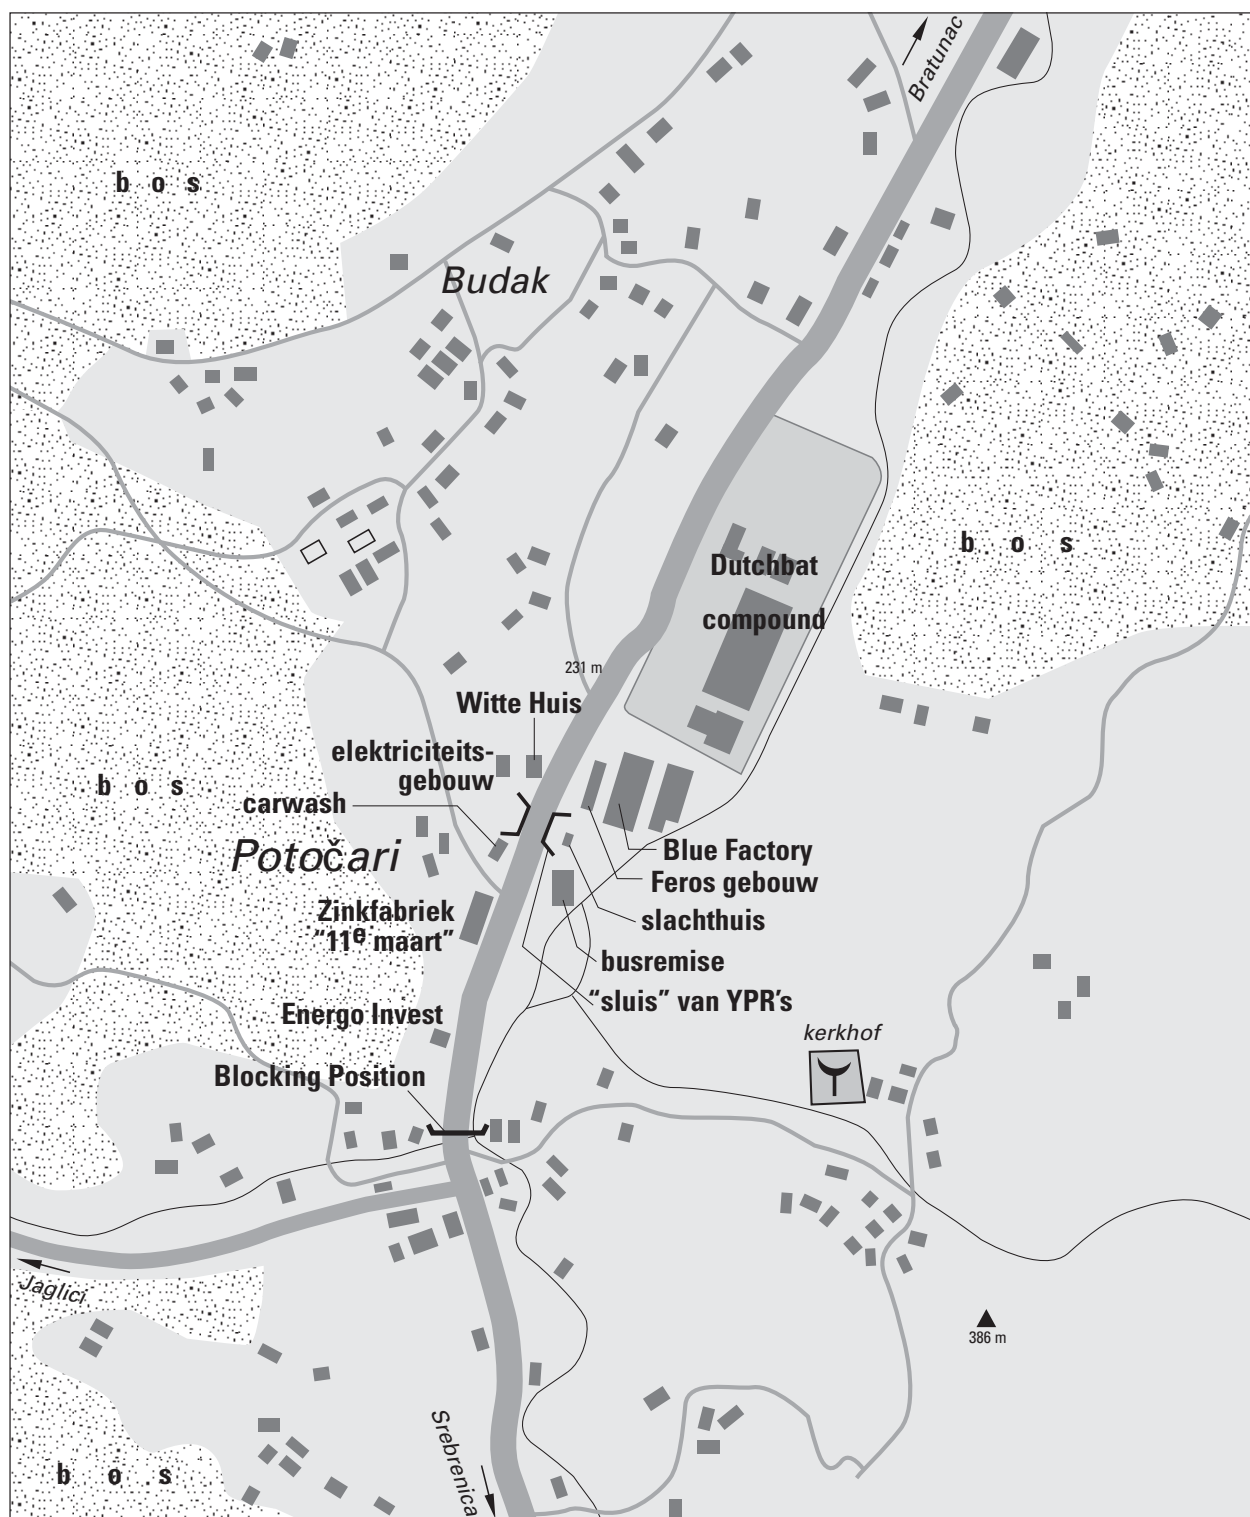 Bratunac
b o s
Budak
b o s
Dutchbat
compound
231 m
Witte Huis
elektriciteits-
gebouw
b o s
carwash
Potočari
Blue Factory
Feros gebouw
Zinkfabriek
"11e maart"
slachthuis
busremise
"sluis" van YPR's
Energo Invest
kerkhof
Blocking Position
Jaglici
386 m
Srebrenica
b o s